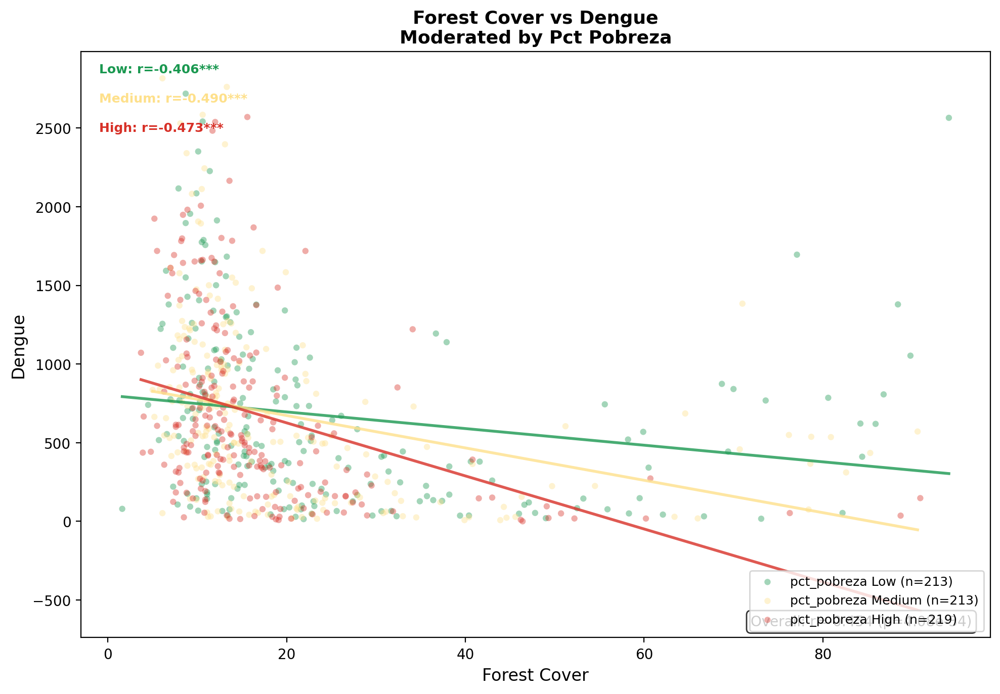 Forest Cover vs Dengue
Moderated by Pct Pobreza
Low: r=-0.406***
Medium: r=-0.490***
High: r=-0.473***
2500
2000
1500
1000
500
0
−500
Dengue
pct_pobreza Low (n=213)
pct_pobreza Medium (n=213)
pct_pobreza High (n=219)
Overall:
0 20 40 60 80
Forest Cover